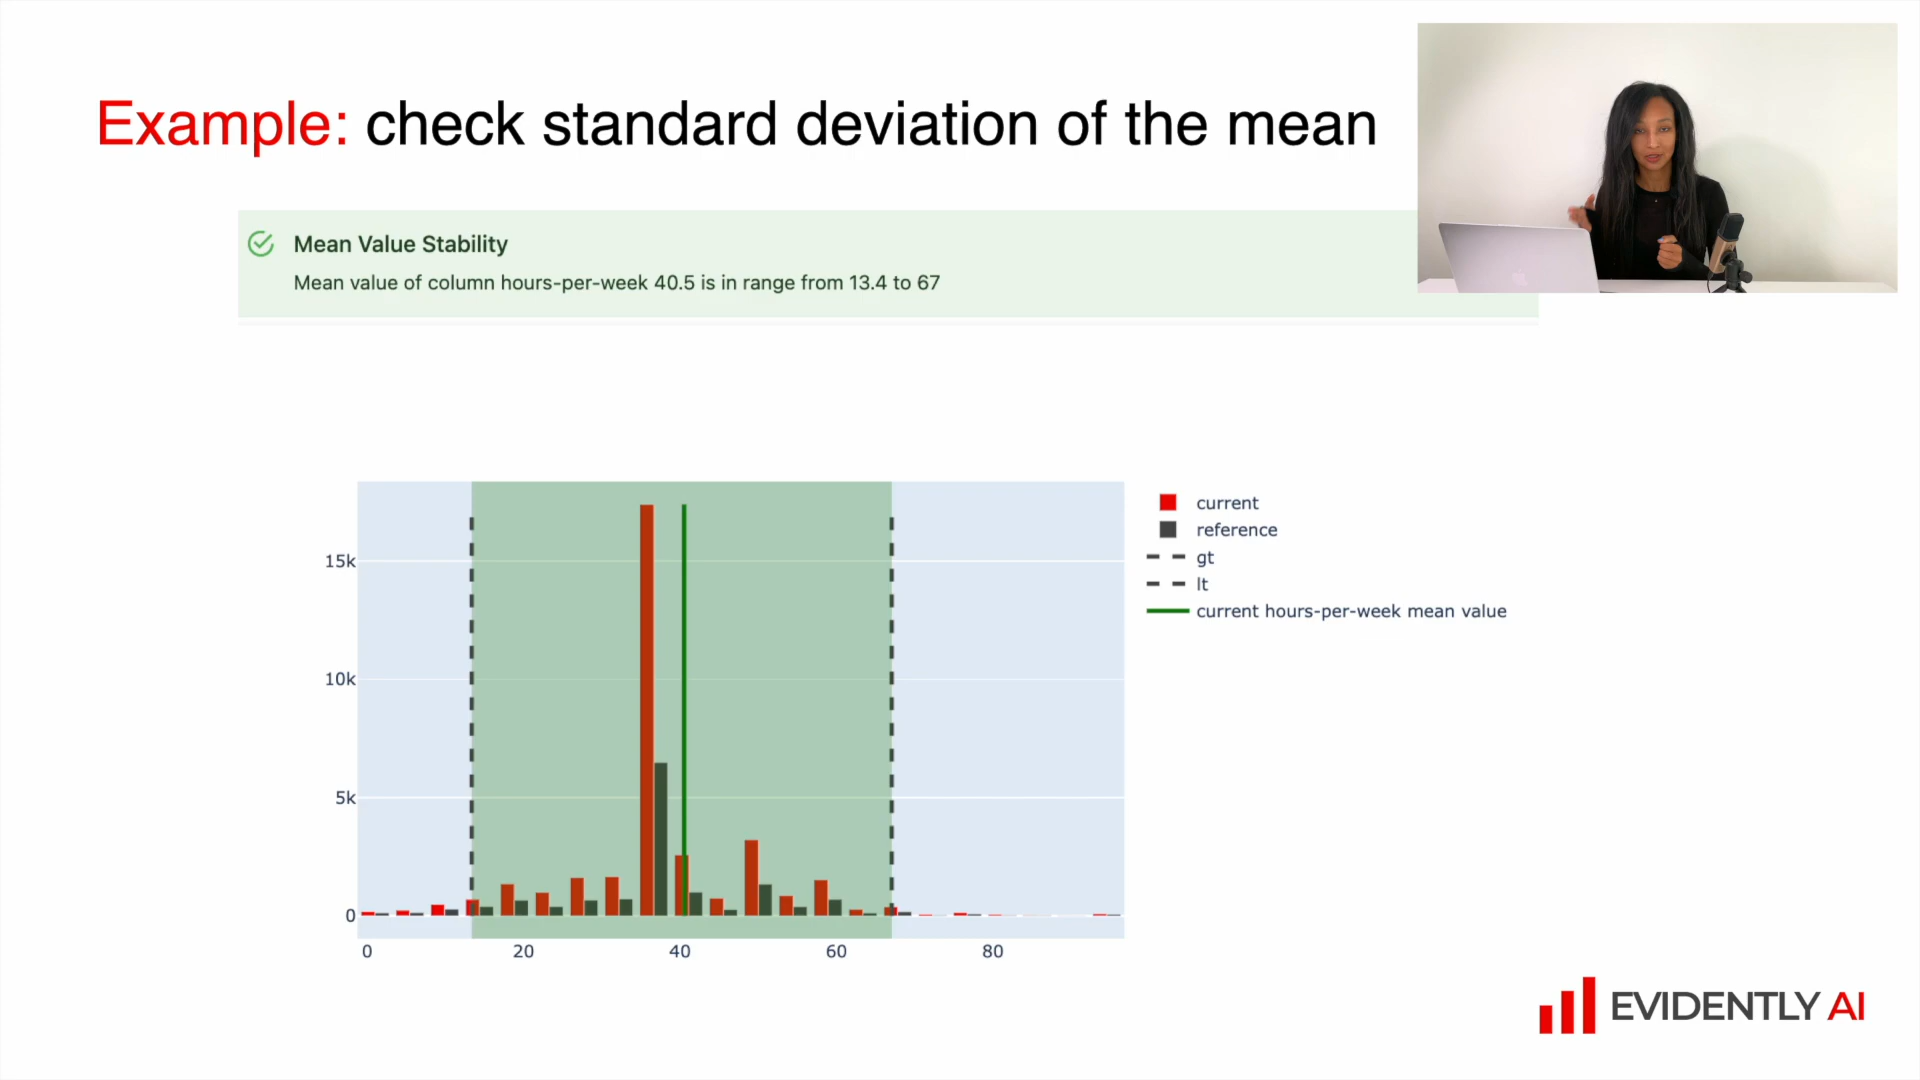 Example: check standard deviation of the mean
Mean Value Stability
Mean value of column hours-per-week 40.5 is in range from 13.4 to 67
current
reference
gt
lt
current hours-per-week mean value
15k
10k
5k
0
0 20 40 60 80
EVIDENTLY AI